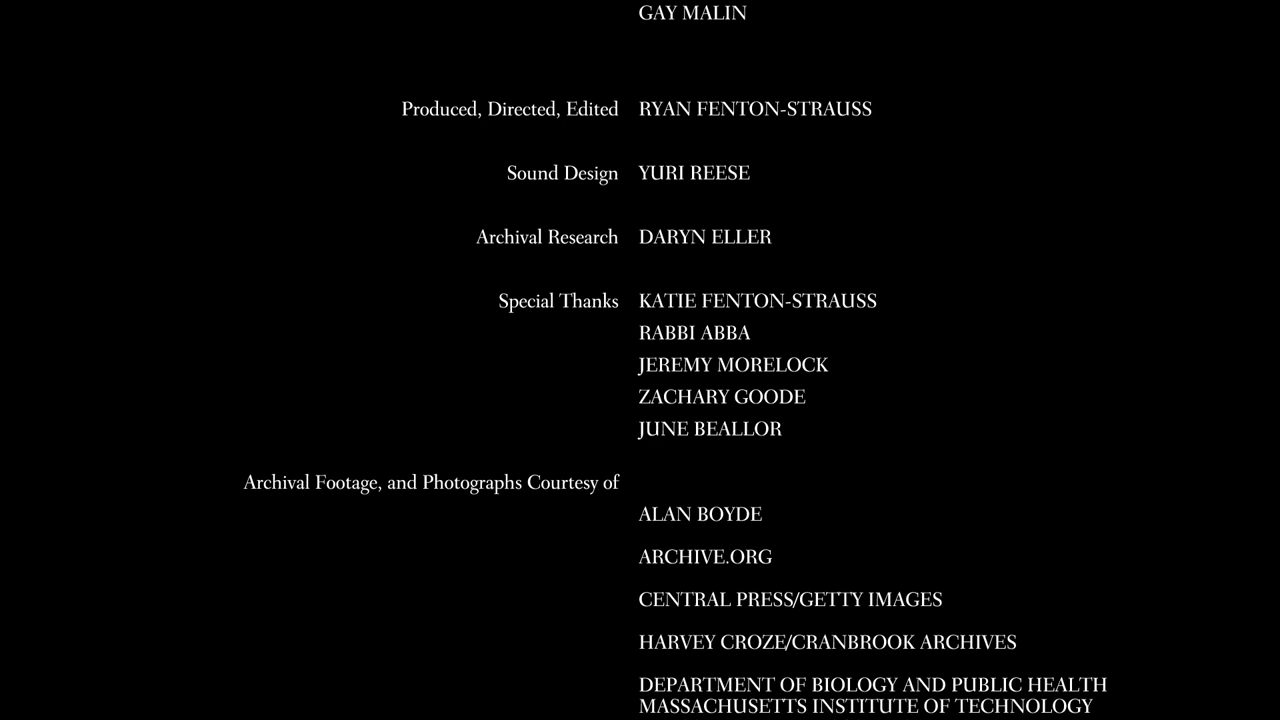 GAY MALIN
Produced, Directed, Edited RYAN FENTON-STRAUSS
Sound Design YURI REESE
Archival Research DARYN ELLER
Special Thanks KATIE FENTON-STRAUSS
RABBI ABBA
JEREMY MORELOCK
ZACHARY GOODE
JUNE BEALLOR
Archival Footage, and Photographs Courtesy of
ALAN BOYDE
ARCHIVE.ORG
CENTRAL PRESS/GETTY IMAGES
HARVEY CROZE/CRANBROOK ARCHIVES
DEPARTMENT OF BIOLOGY AND PUBLIC HEALTH
MASSACHUSETTS INSTITUTE OF TECHNOLOGY